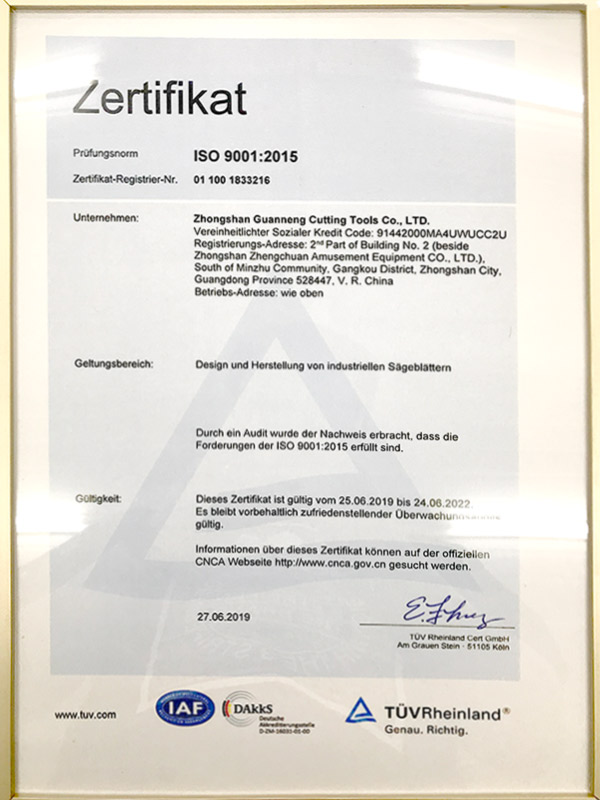 Zertifikat
Prüfungsnorm ISO 9001:2015
Zertifikat-Registrier-Nr. 01 100 1833216
Unternehmen: Zhongshan Guanneng Cutting Tools Co., LTD.
Vereinheitlichter Sozialer Kredit Code: 91442000MA4UWUCC2U
Registrierungs-Adresse: 2nd Part of Building No. 2 (beside
Zhongshan Zhengchuan Amusement Equipment CO., LTD.),
South of Minzhu Community, Gangkou District, Zhongshan City,
Guangdong Province 528447, V. R. China
Betriebs-Adresse: wie oben
Geltungsbereich: Design und Herstellung von industriellen Sägeblättern
Durch ein Audit wurde der Nachweis erbracht, dass die
Forderungen der ISO 9001:2015 erfüllt sind.
Gültigkeit: Dieses Zertifikat ist gültig vom 25.06.2019 bis 24.06.2022.
Es bleibt vorbehaltlich zufriedenstellender Überwachungsaudits
gültig.
Informationen über dieses Zertifikat können auf der offiziellen
CNCA Webseite http://www.cnca.gov.cn gesucht werden.
27.06.2019
TÜV Rheinland Cert GmbH
Am Grauen Stein · 51105 Köln
www.tuv.com
IAF
DAkkS
Deutsche
Akkreditierungsstelle
D-ZM-16031-01-00
TÜVRheinland®
Genau. Richtig.